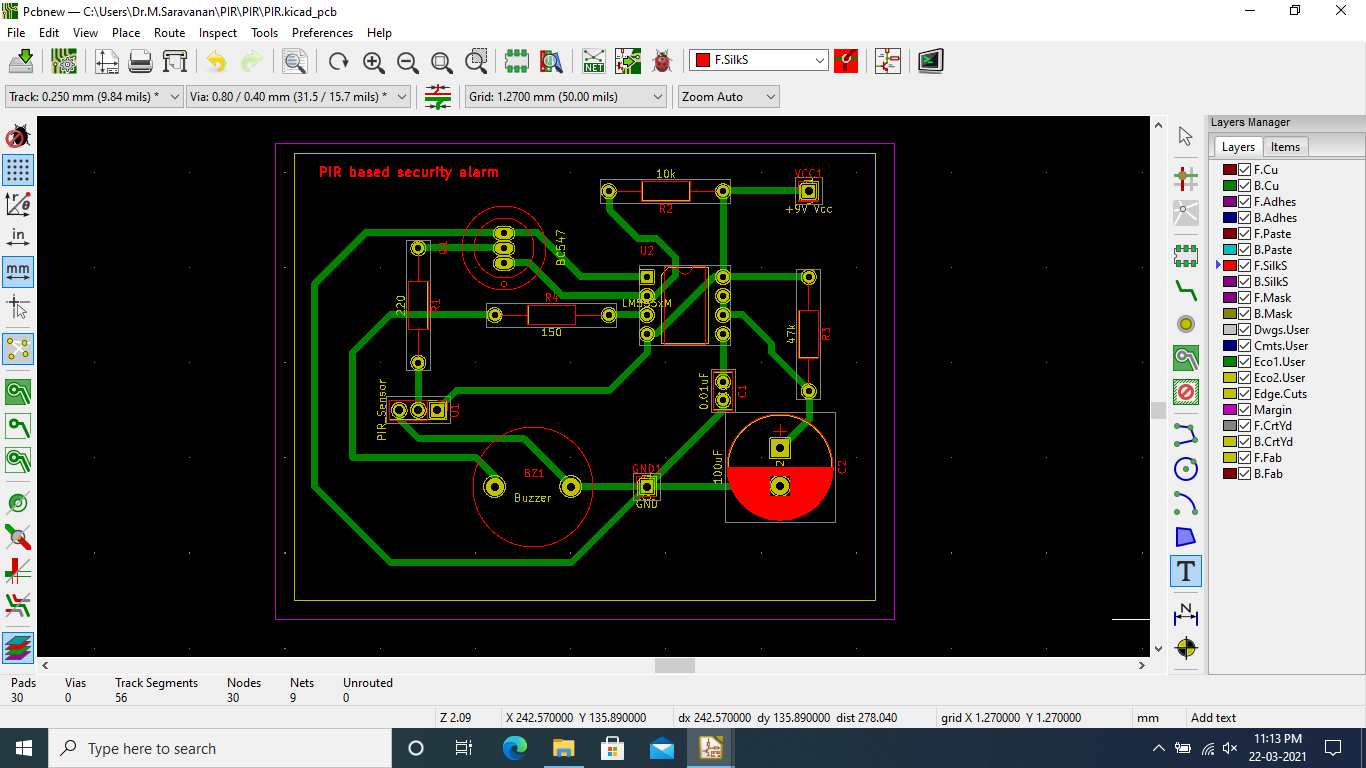 Pcbnew — C:\Users\Dr.M.Saravanan\PIR\PIR\PIR.kicad_pcb
File Edit View Place Route Inspect Tools Preferences Help
NET
F.SilkS
Track: 0.250 mm (9.84 mils) *
Via: 0.80 / 0.40 mm (31.5 / 15.7 mils) *
Grid: 1.2700 mm (50.00 mils)
Zoom Auto
in
mm
PIR based security alarm
10k
R2
VCC1
+9V Vcc
BC547
U2
220
R1
R4
150
47k
R3
PIR_Sensor
U1
0.01uF
C1
BZ1
Buzzer
GND1
GND
100uF
2
C2
T
N
Layers Manager
Layers Items
F.Cu
B.Cu
F.Adhes
B.Adhes
F.Paste
B.Paste
F.SilkS
B.SilkS
F.Mask
B.Mask
Dwgs.User
Cmts.User
Eco1.User
Eco2.User
Edge.Cuts
Margin
F.CrtYd
B.CrtYd
F.Fab
B.Fab
Pads Vias Track Segments Nodes Nets Unrouted
30 0 56 30 9 0
Z 2.09 X 242.570000 Y 135.890000 dx 242.570000 dy 135.890000 dist 278.040 grid X 1.270000 Y 1.270000 mm Add text
Type here to search
11:13 PM
22-03-2021